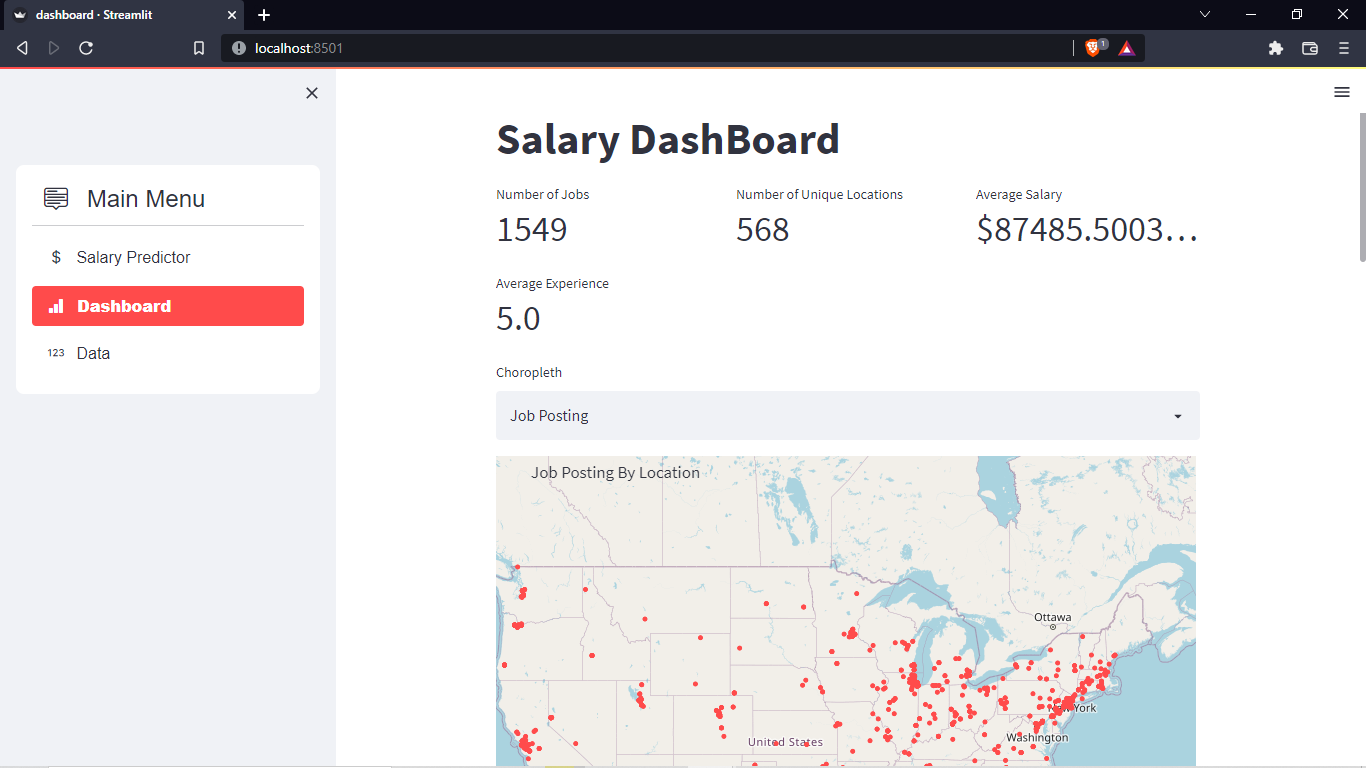 dashboard · Streamlit
localhost:8501
1
Main Menu
$ Salary Predictor
Dashboard
123 Data
Salary DashBoard
Number of Jobs
1549
Number of Unique Locations
568
Average Salary
$87485.5003…
Average Experience
5.0
Choropleth
Job Posting
Job Posting By Location
Ottawa
New York
Washington
United States